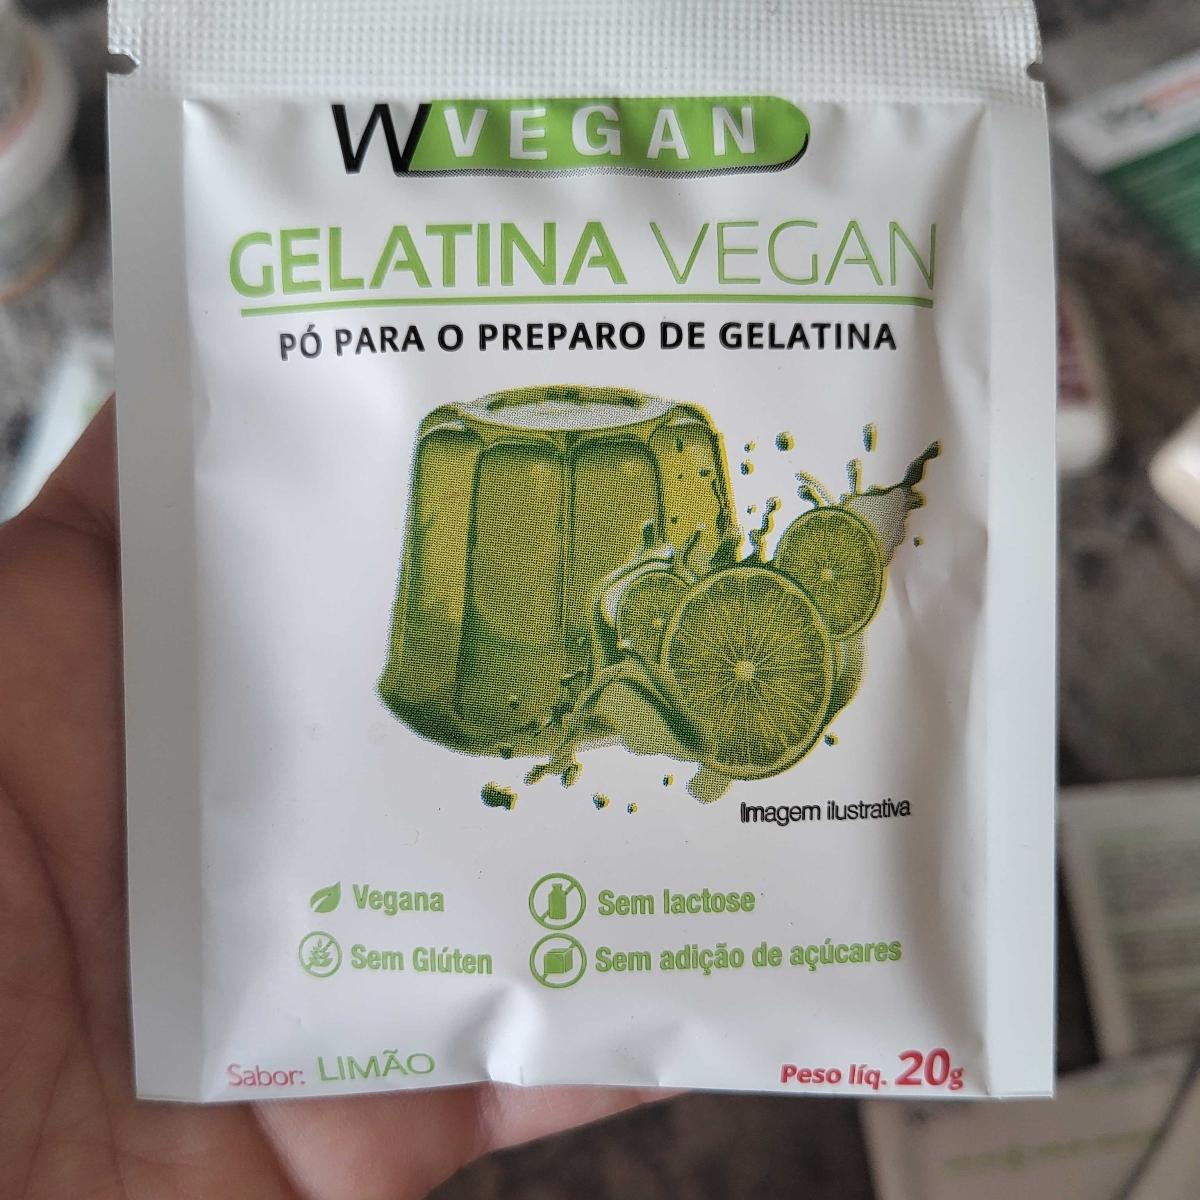 W VEGAN
GELATINA VEGAN
PÓ PARA O PREPARO DE GELATINA
Imagem ilustrativa
Vegana
Sem lactose
Sem Glúten
Sem adição de açúcares
Sabor: LIMÃO
Peso líq. 20g